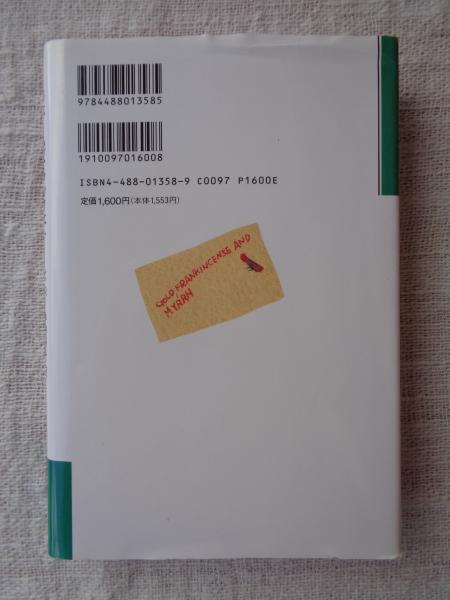 9784488013585
1910097016008
ISBN4-488-01358-9 C0097 P1600E
定価1,600円(本体1,553円)
GOLD, FRANKINCENSE AND
MYRRH